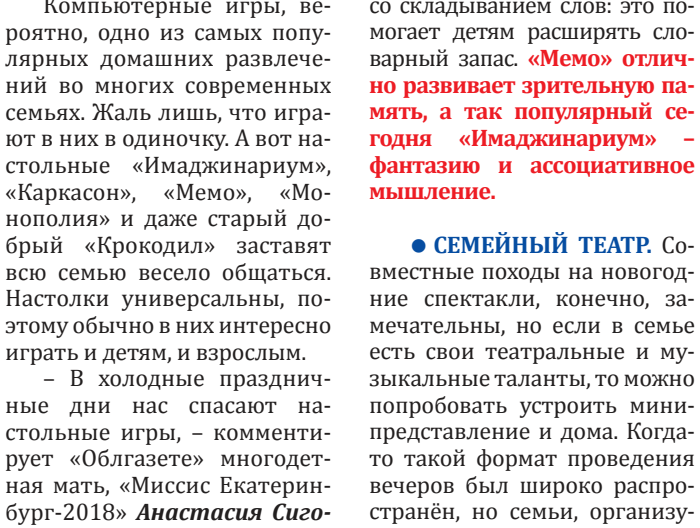 Компьютерные игры, ве-
роятно, одно из самых попу-
лярных домашних развлече-
ний во многих современных
семьях. Жаль лишь, что игра-
ют в них в одиночку. А вот на-
стольные «Имаджинариум»,
«Каркасон», «Мемо», «Мо-
нополия» и даже старый до-
брый «Крокодил» заставят
всю семью весело общаться.
Настолки универсальны, по-
этому обычно в них интересно
играть и детям, и взрослым.
– В холодные празднич-
ные дни нас спасают на-
стольные игры, – комменти-
рует «Облгазете» многодет-
ная мать, «Миссис Екатерин-
бург-2018» Анастасия Сиго-
со складыванием слов: это по-
могает детям расширять сло-
варный запас. «Мемо» отлич-
но развивает зрительную па-
мять, а так популярный се-
годня «Имаджинариум» –
фантазию и ассоциативное
мышление.
● СЕМЕЙНЫЙ ТЕАТР. Со-
вместные походы на новогод-
ние спектакли, конечно, за-
мечательны, но если в семье
есть свои театральные и му-
зыкальные таланты, то можно
попробовать устроить мини-
представление и дома. Когда-
то такой формат проведения
вечеров был широко распро-
странён, но семьи, организу-